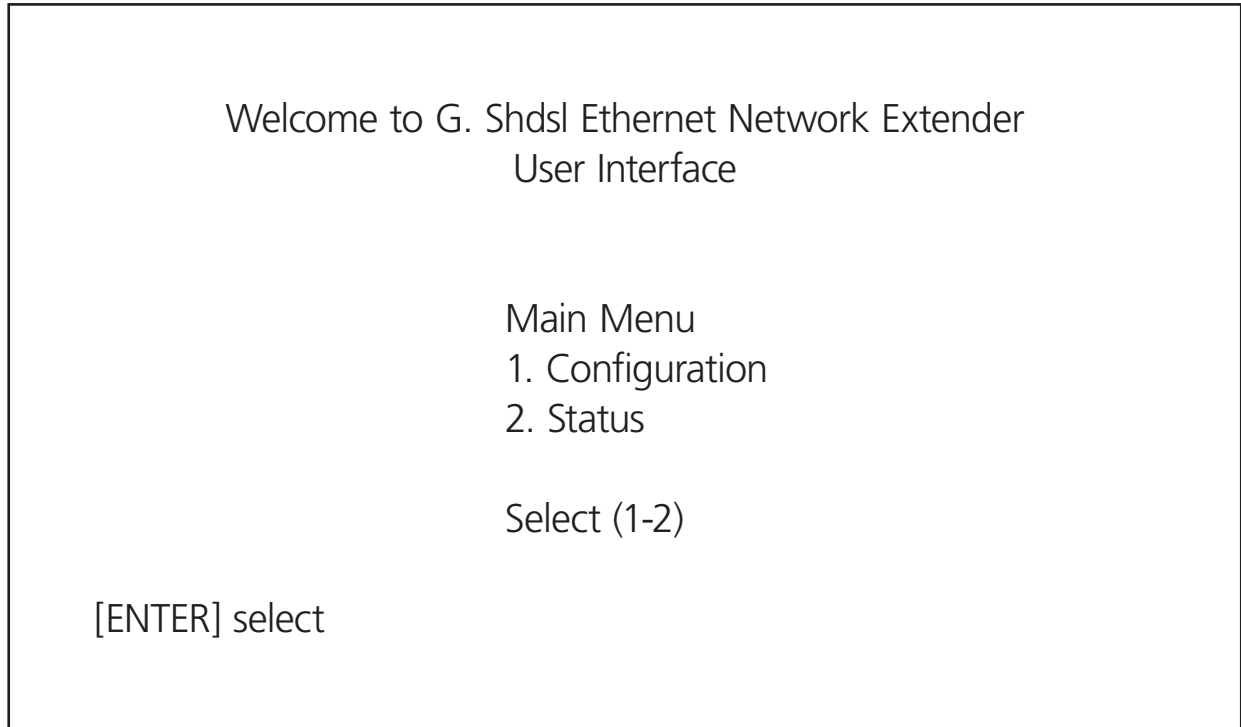 Welcome to G. Shdsl Ethernet Network Extender
User Interface
Main Menu
1. Configuration
2. Status
Select (1-2)
[ENTER] select